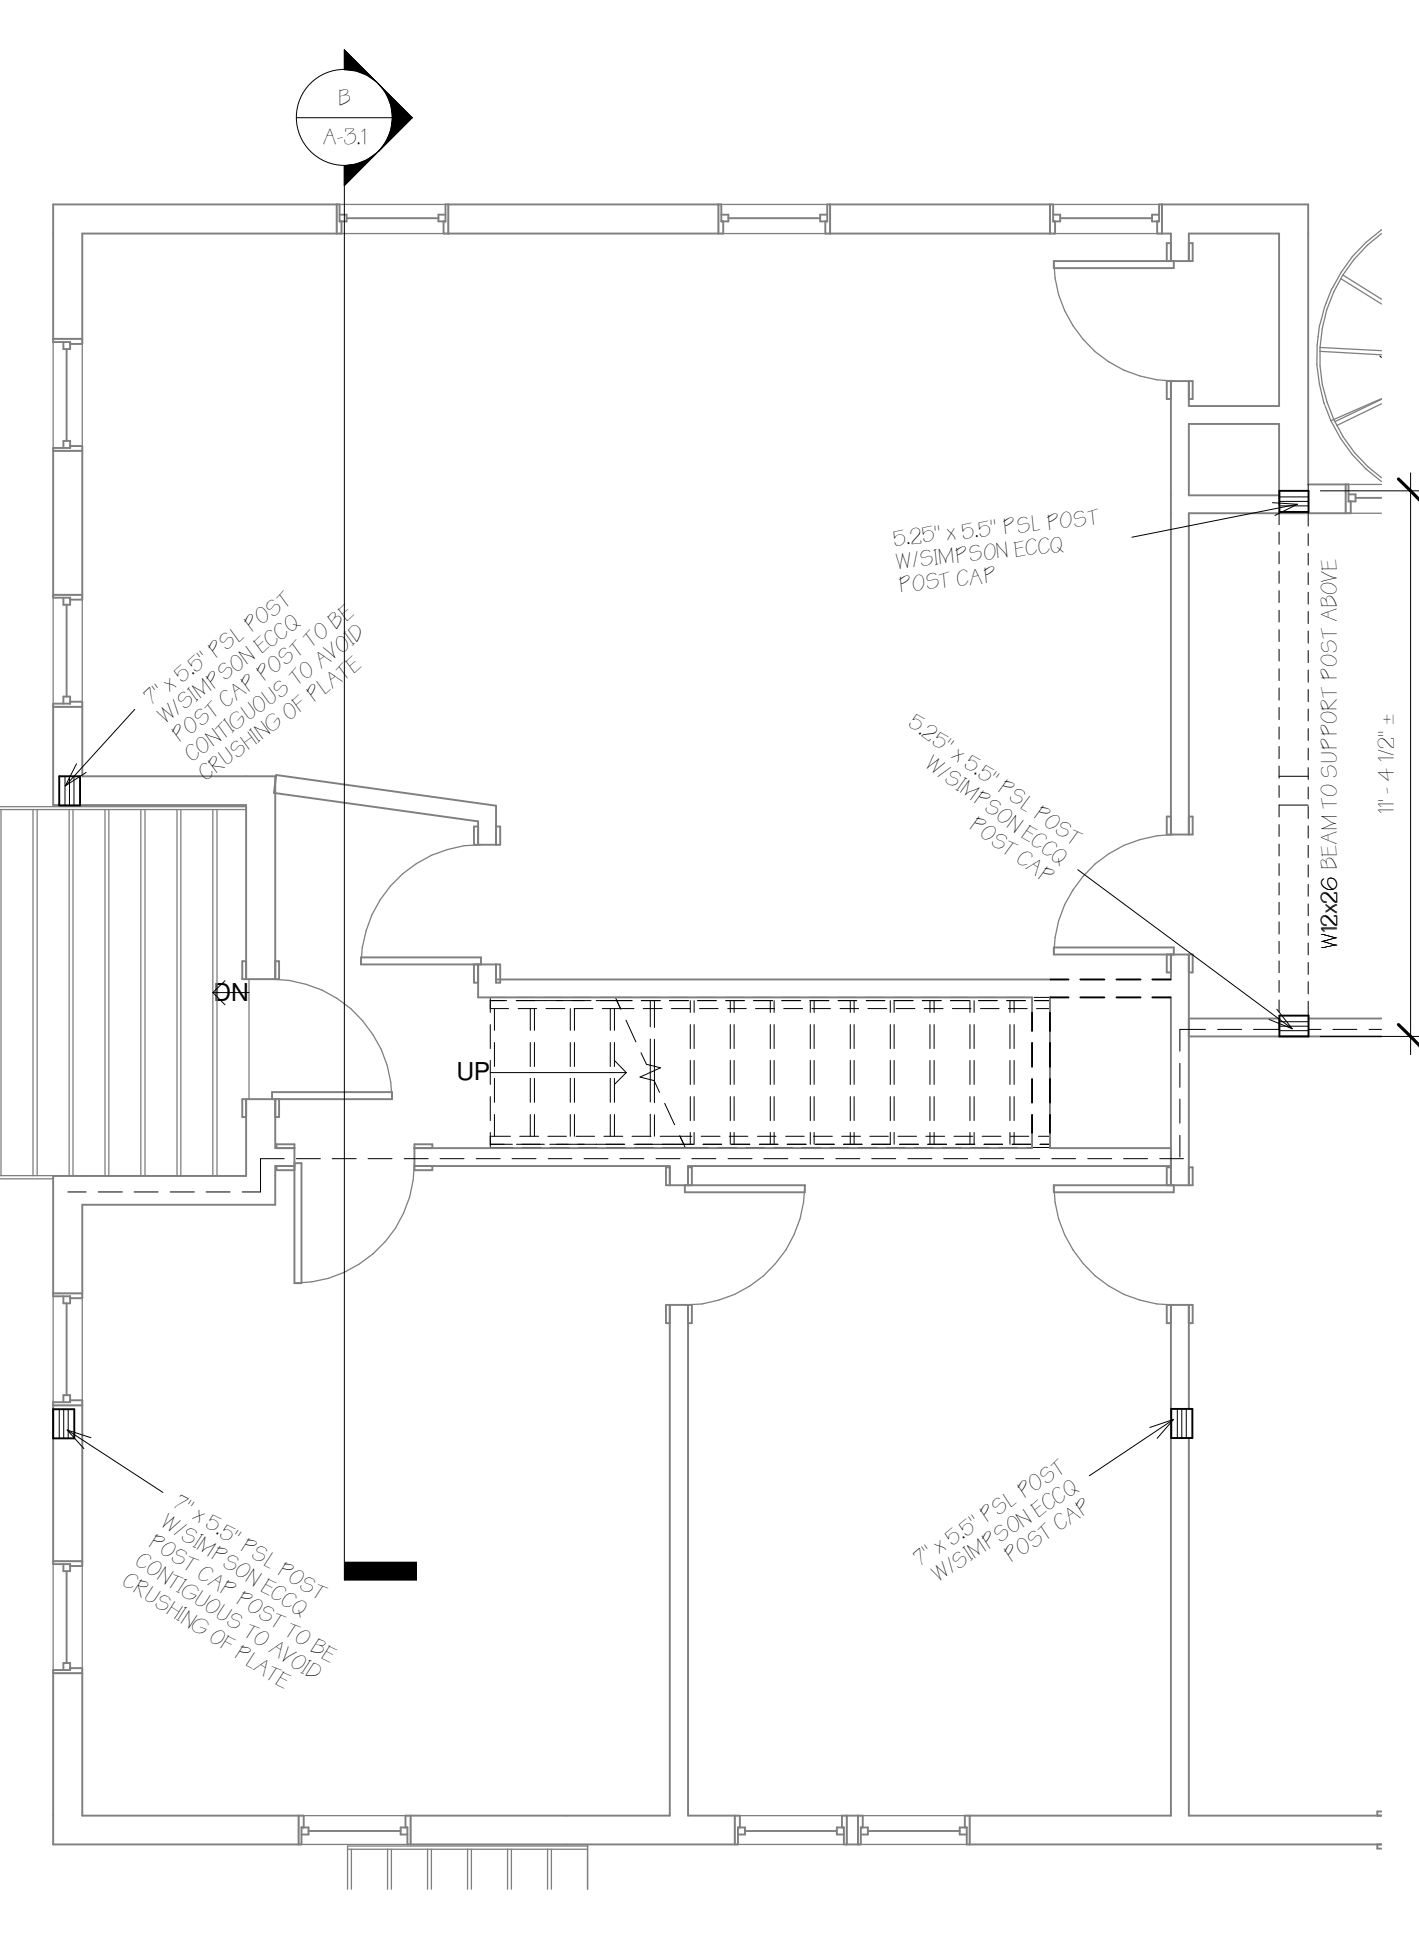 B
A-3.1
5.25" x 5.5" PSL POST
W/SIMPSON ECCQ
POST CAP
7" x 5.5" PSL POST
W/SIMPSON ECCQ
POST CAP POST TO BE
CONTIGUOUS TO AVOID
CRUSHING OF PLATE
W12x26 BEAM TO SUPPORT POST ABOVE
11' - 4 1/2" ±
5.25" x 5.5" PSL POST
W/SIMPSON ECCQ
POST CAP
DN
UP
7" x 5.5" PSL POST
W/SIMPSON ECCQ
POST CAP
7" x 5.5" PSL POST
W/SIMPSON ECCQ
POST CAP POST TO BE
CONTIGUOUS TO AVOID
CRUSHING OF PLATE